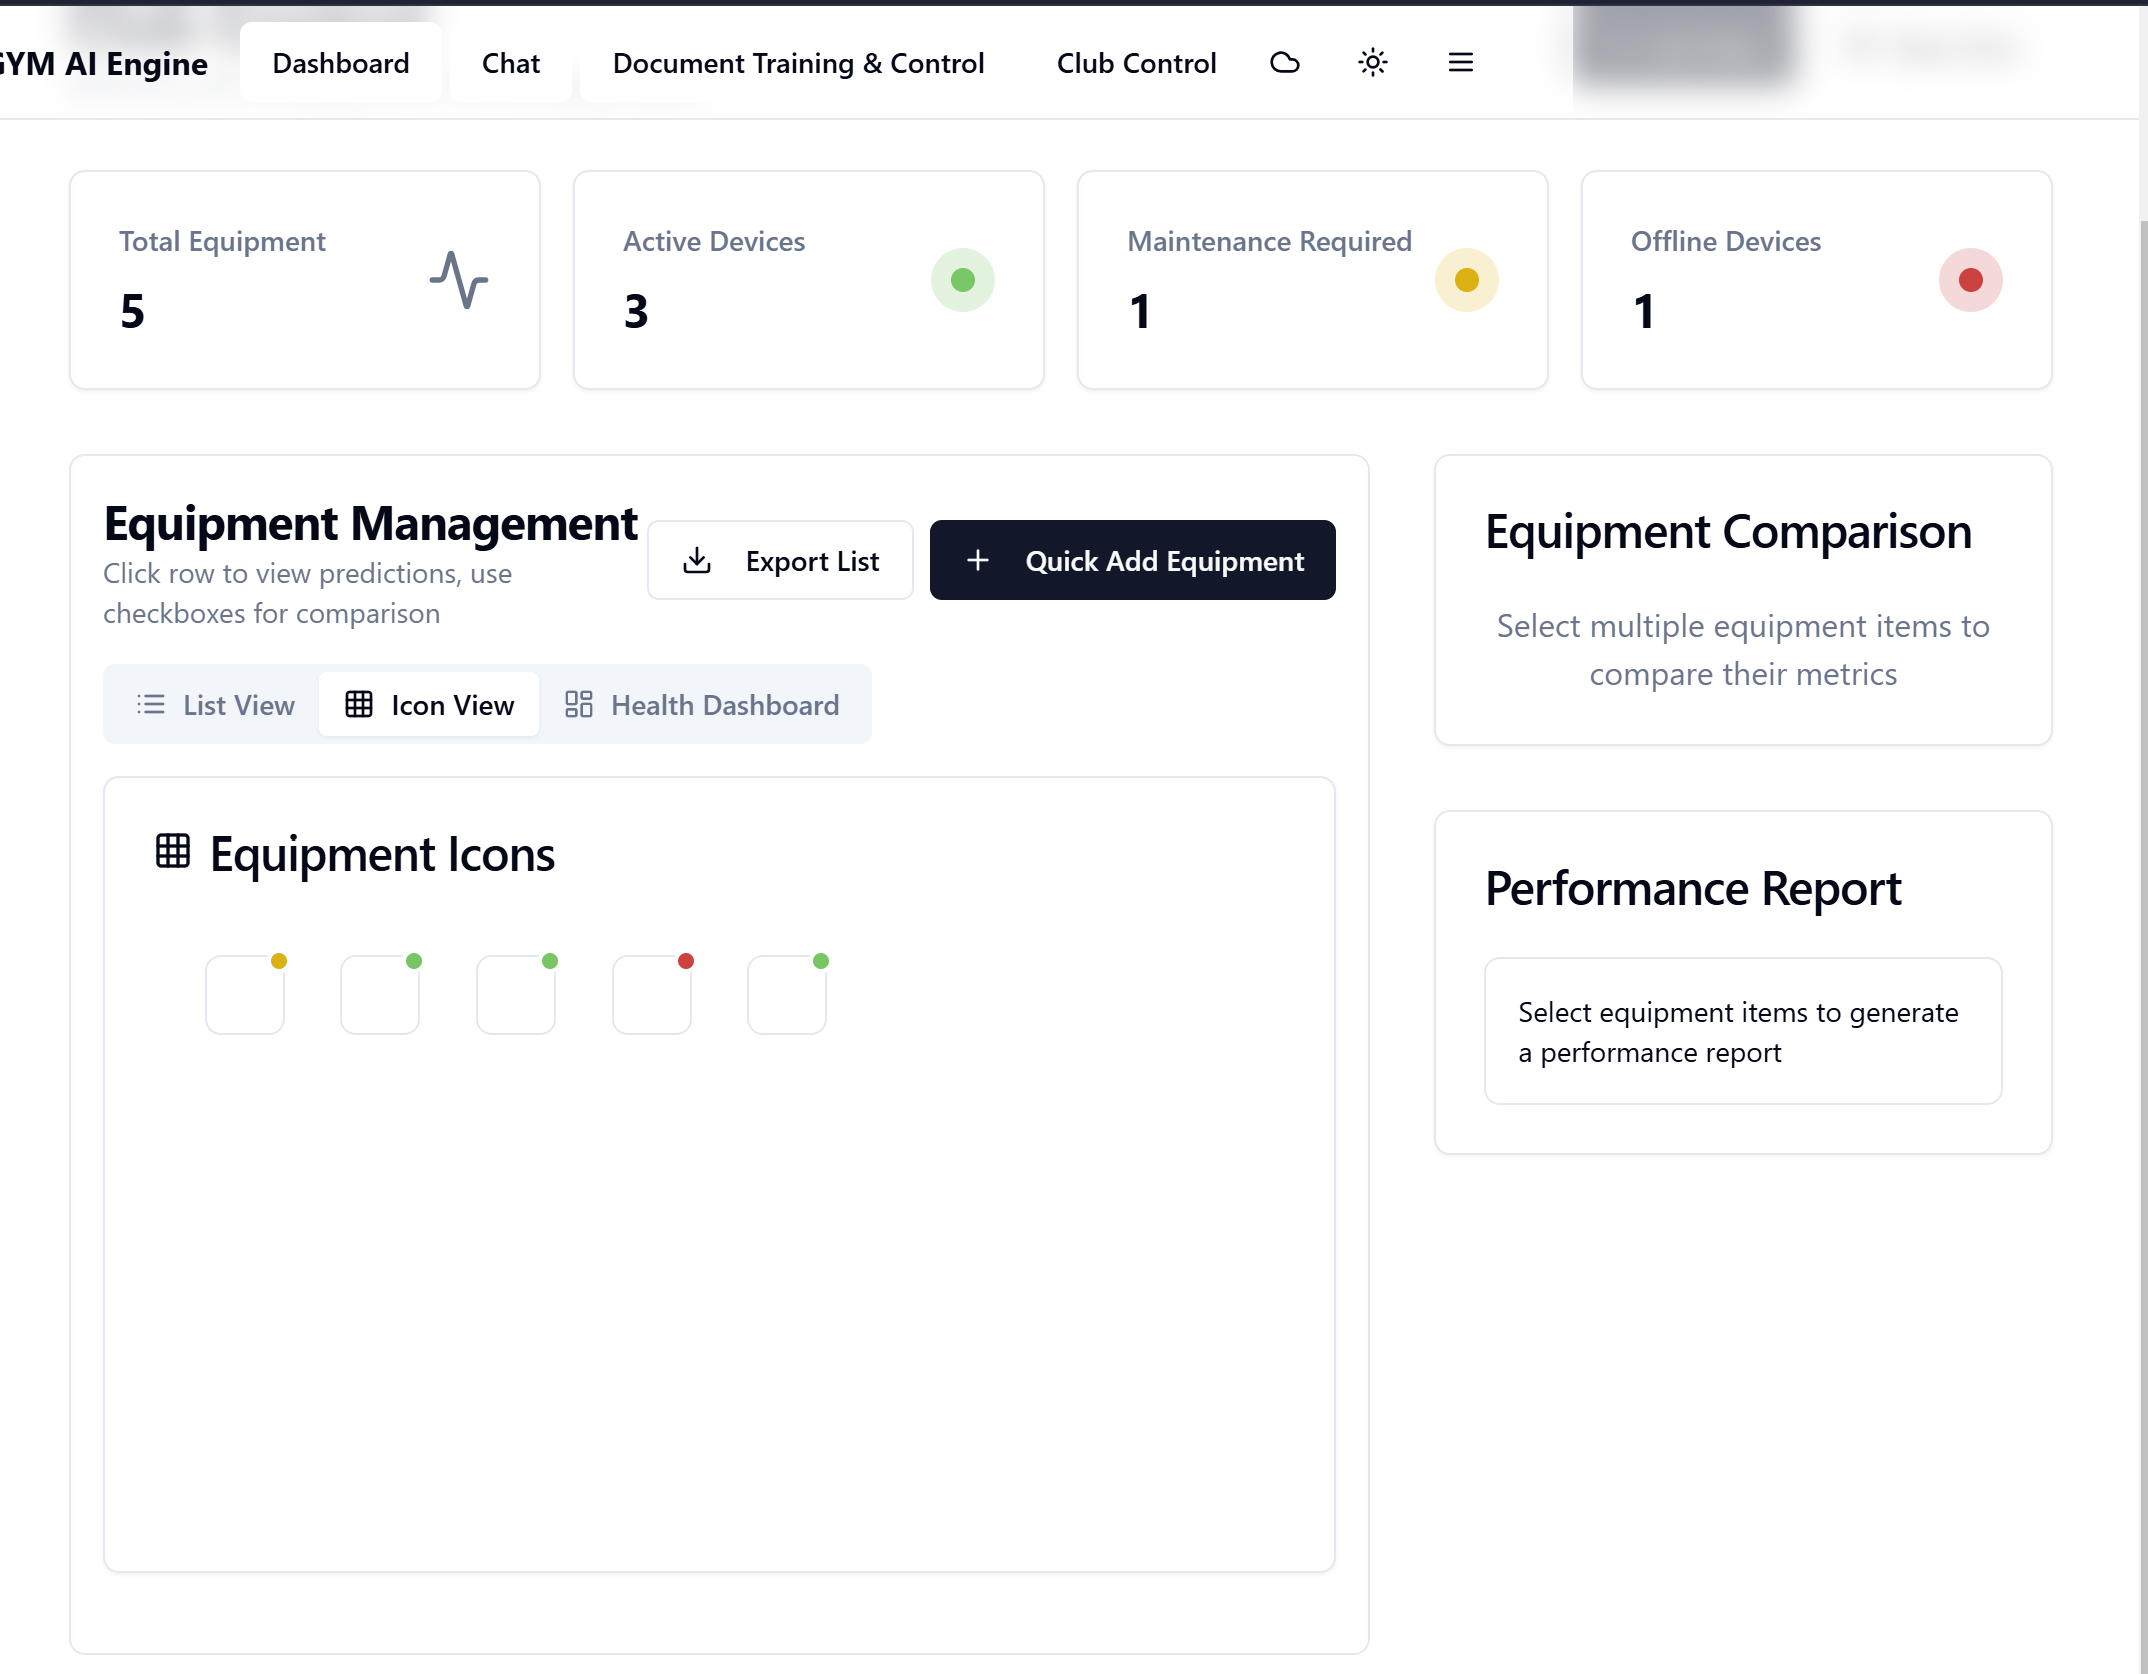 GYM AI Engine
Dashboard
Chat
Document Training & Control
Club Control
Total Equipment
5
Active Devices
3
Maintenance Required
1
Offline Devices
1
Equipment Management
Click row to view predictions, use
checkboxes for comparison
Export List
Quick Add Equipment
List View
Icon View
Health Dashboard
Equipment Icons
Equipment Comparison
Select multiple equipment items to
compare their metrics
Performance Report
Select equipment items to generate
a performance report